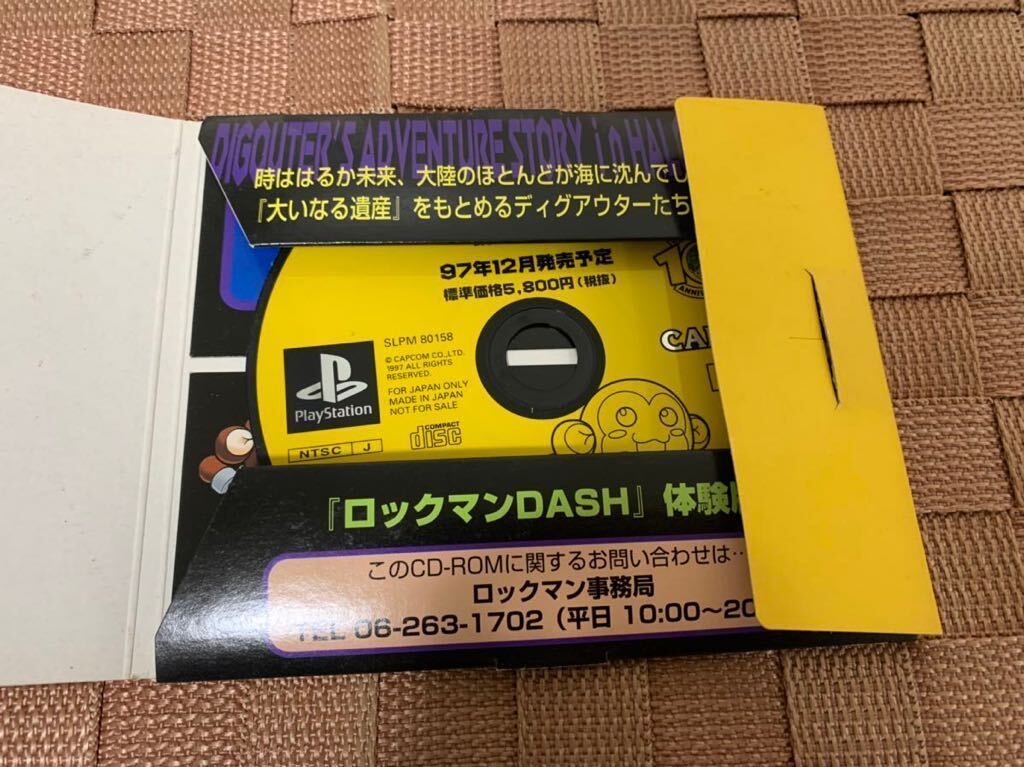 DIGOUTER'S ADVENTURE STORY in HAL
時ははるか未来、大陸のほとんどが海に沈んでし
『大いなる遺産』をもとめるディグアウターたち
97年12月発売予定
標準価格5,800円(税抜)
10
ANNIV
CA
SLPM 80158
© CAPCOM CO.,LTD.
1997 ALL RIGHTS
RESERVED.
FOR JAPAN ONLY
MADE IN JAPAN
NOT FOR SALE
PlayStation
COMPACT
disc
NTSC J
『ロックマンDASH』体験版
このCD-ROMに関するお問い合わせは…
ロックマン事務局
TEL 06-263-1702 (平日 10:00〜20